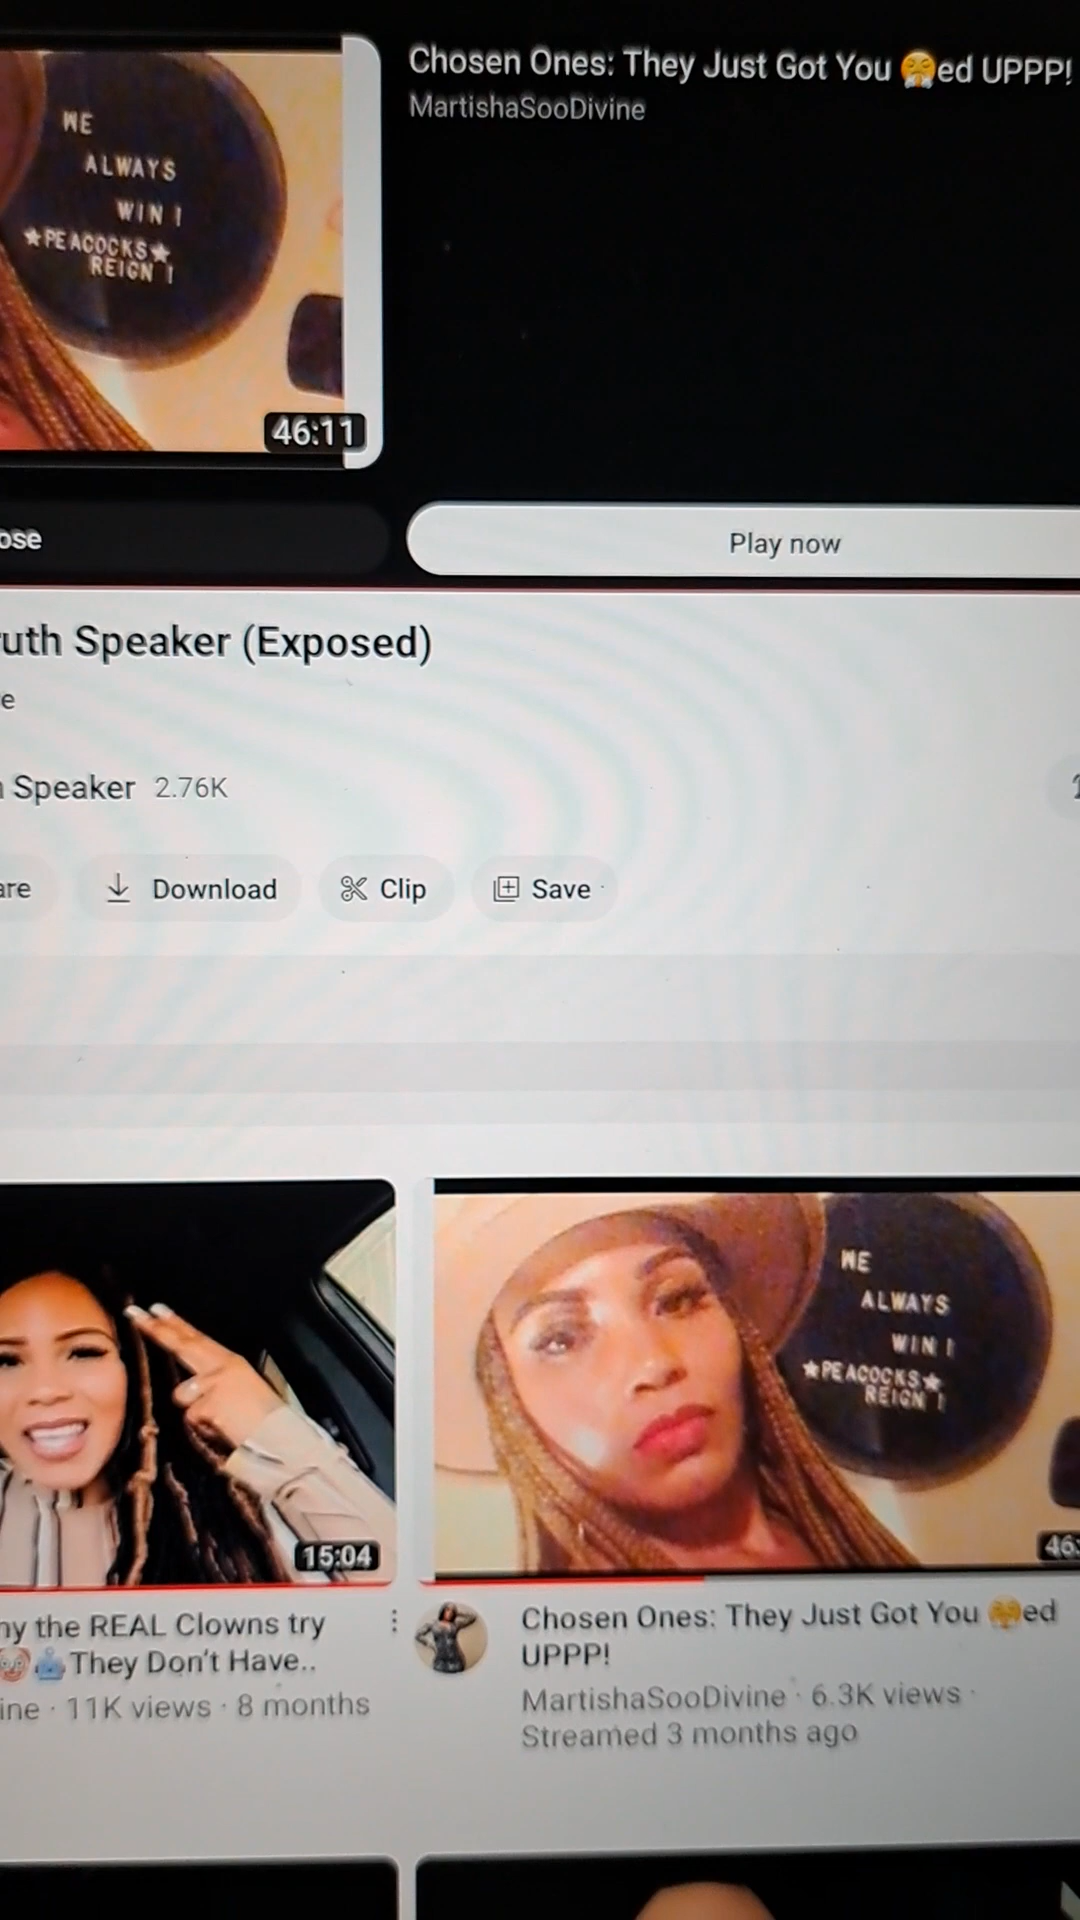 WE
ALWAYS
WIN !
★PEACOCKS★
REIGN !
46:11
Chosen Ones: They Just Got You 😤ed UPPP!
MartishaSooDivine
ose
Play now
uth Speaker (Exposed)
e
Speaker 2.76K
are
Download
Clip
Save
15:04
WE
ALWAYS
WIN !
★PEACOCKS★
REIGN !
46:
ny the REAL Clowns try
They Don't Have..
ine · 11K views · 8 months
Chosen Ones: They Just Got You 😤ed
UPPP!
MartishaSooDivine · 6.3K views ·
Streamed 3 months ago